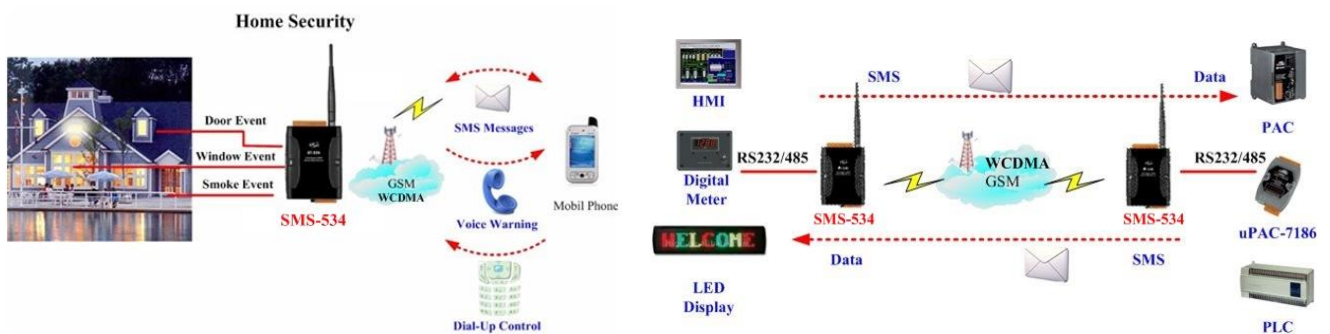 Home Security
Door Event
Window Event
Smoke Event
SMS-534
GSM
WCDMA
SMS Messages
Voice Warning
Dial-Up Control
Mobil Phone
HMI
Digital
Meter
WELCOME
LED
Display
RS232/485
SMS
Data
SMS-534
WCDMA
GSM
SMS-534
Data
SMS
RS232/485
PAC
uPAC-7186
PLC